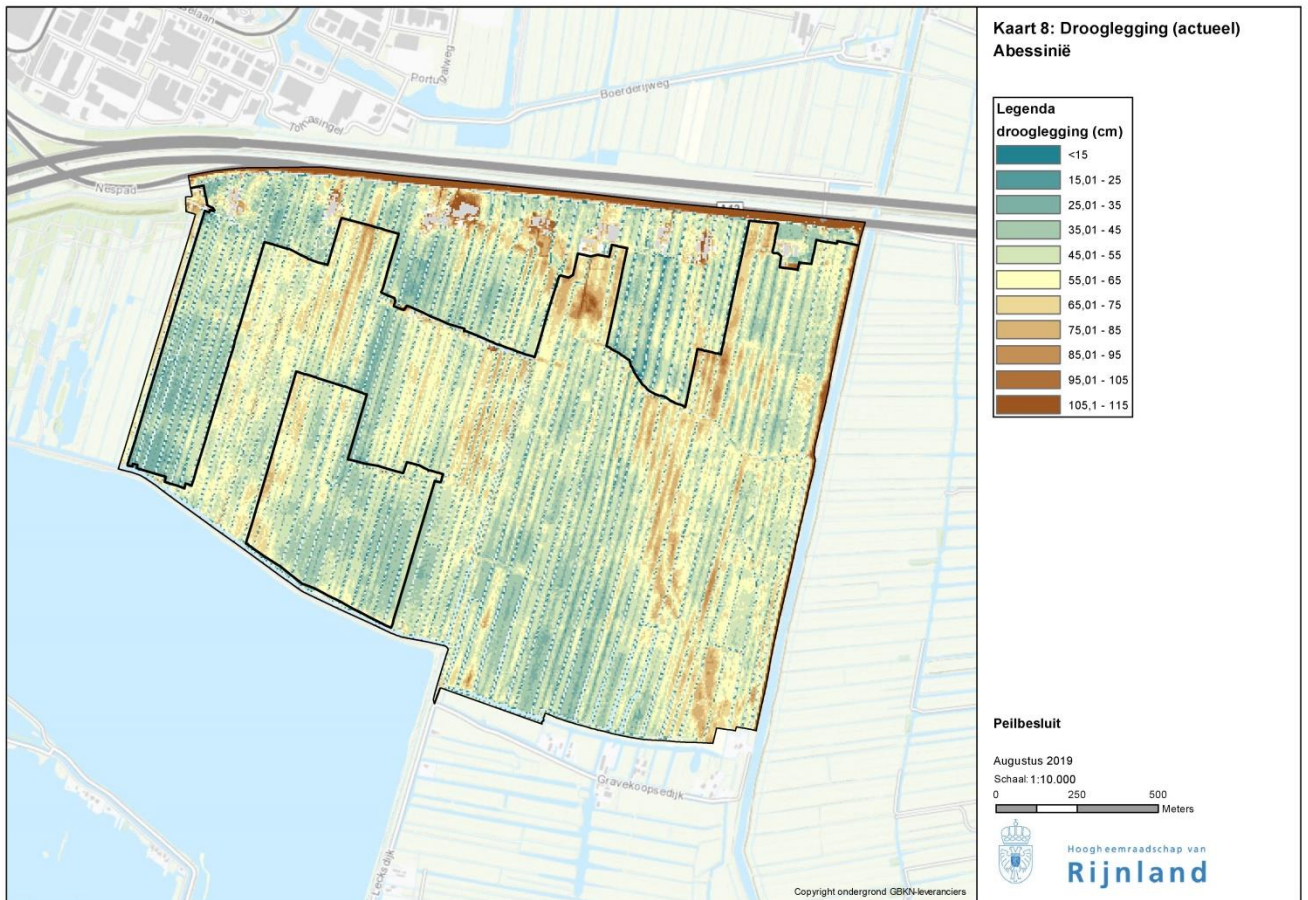 Kaart 8: Drooglegging (actueel)
Abessinië
Legenda
drooglegging (cm)
<15
15,01 - 25
25,01 - 35
35,01 - 45
45,01 - 55
55,01 - 65
65,01 - 75
75,01 - 85
85,01 - 95
95,01 - 105
105,1 - 115
Portugalweg
Boerderijweg
Nespad
Gravekoopsedijk
Lecksdijk
Peilbesluit
Augustus 2019
Schaal: 1:10.000
0 250 500
Meters
Hoogheemraadschap van
Rijnland
Copyright ondergrond GBKN-leveranciers